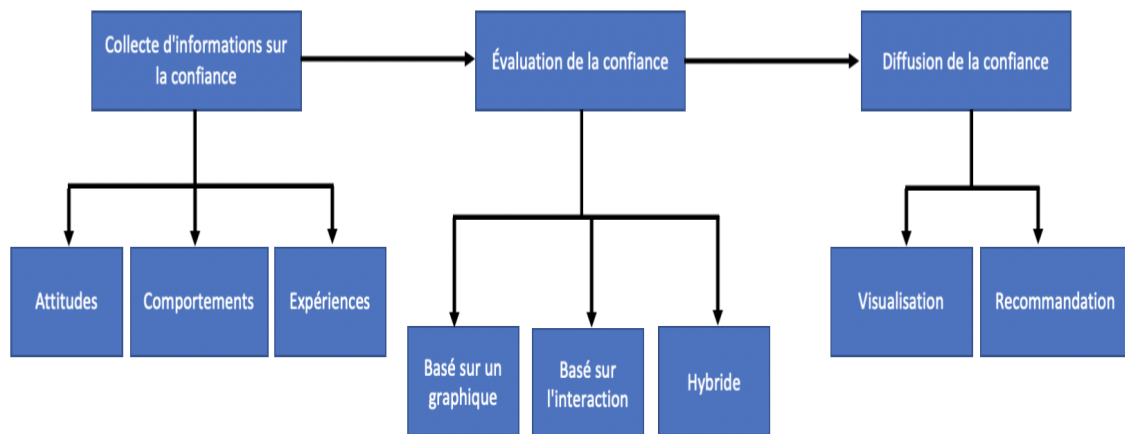 Collecte d'informations sur
la confiance
Évaluation de la confiance
Diffusion de la confiance
Attitudes
Comportements
Expériences
Basé sur un
graphique
Basé sur
l'interaction
Hybride
Visualisation
Recommandation